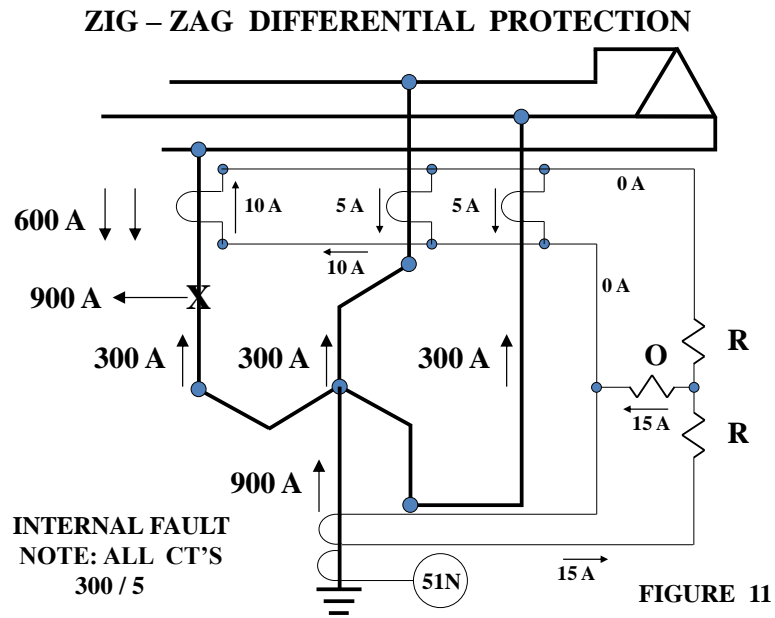 ZIG – ZAG DIFFERENTIAL PROTECTION
0 A
600 A
10 A
5 A
5 A
10 A
0 A
900 A
X
300 A
300 A
300 A
O
R
15 A
R
900 A
INTERNAL FAULT
NOTE: ALL CT'S
300 / 5
51N
15 A
FIGURE 11